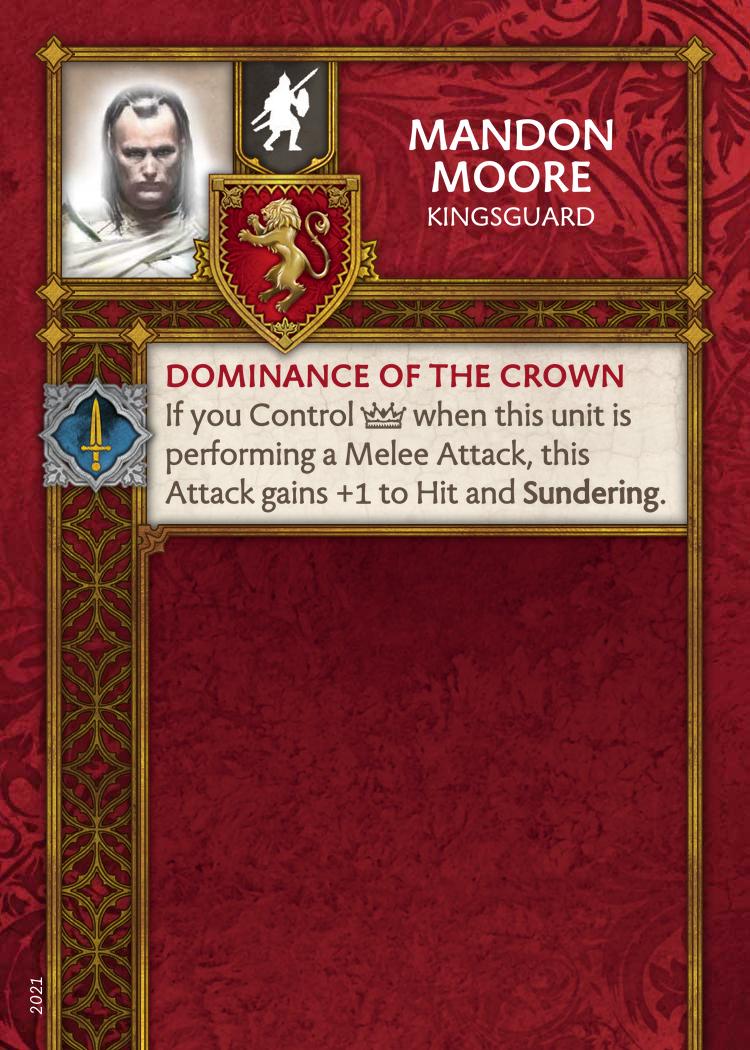 MANDON
MOORE
KINGSGUARD
DOMINANCE OF THE CROWN
If you Control when this unit is
performing a Melee Attack, this
Attack gains +1 to Hit and Sundering.
2021